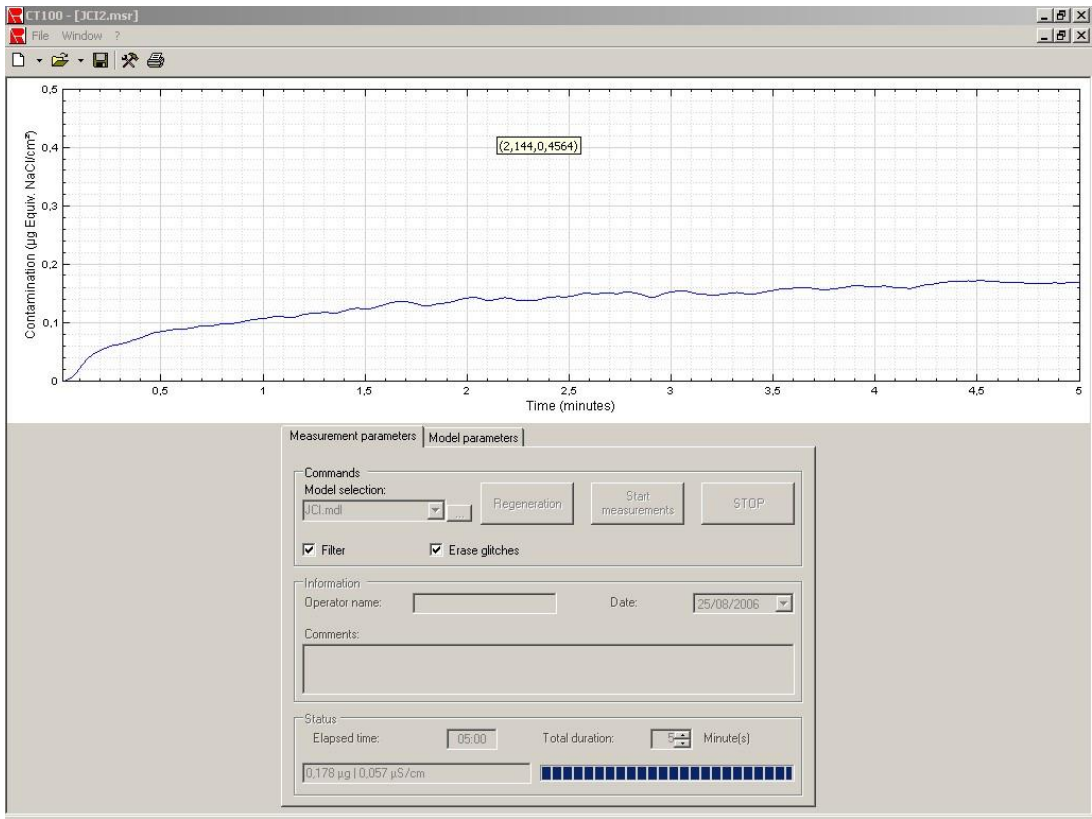 CT100 - [JCI2.msr]
File Window ?
0,5
0,4
0,3
0,2
0,1
0
Contamination (µg Equiv. NaCl/cm²)
(2,144,0,4564)
0,5 1 1,5 2 2,5 3 3,5 4 4,5 5
Time (minutes)
Measurement parameters Model parameters
Commands
Model selection:
JCI.mdl ... Regeneration Start measurements STOP
Filter Erase glitches
Information
Operator name: Date: 25/08/2006
Comments:
Status
Elapsed time: 05:00 Total duration: 5 Minute(s)
0,178 µg | 0,057 µS/cm